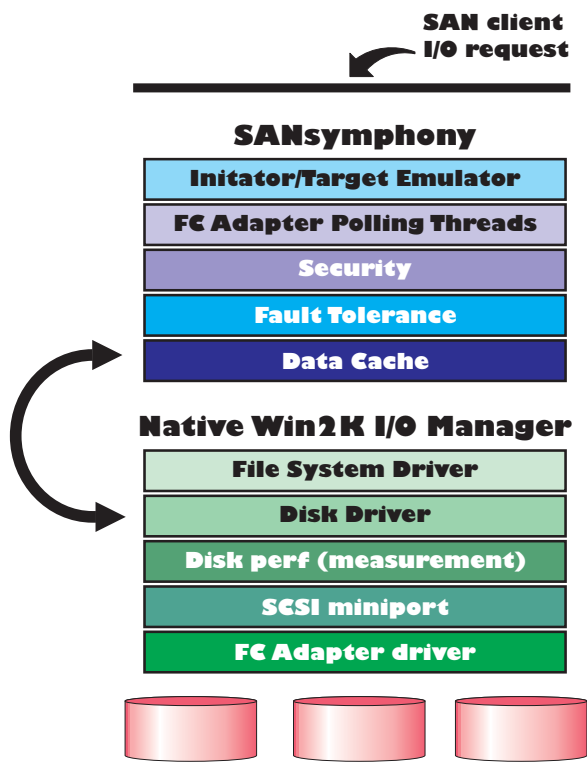 SAN client
I/O request
SANsymphony
Initator/Target Emulator
FC Adapter Polling Threads
Security
Fault Tolerance
Data Cache
Native Win2K I/O Manager
File System Driver
Disk Driver
Disk perf (measurement)
SCSI miniport
FC Adapter driver